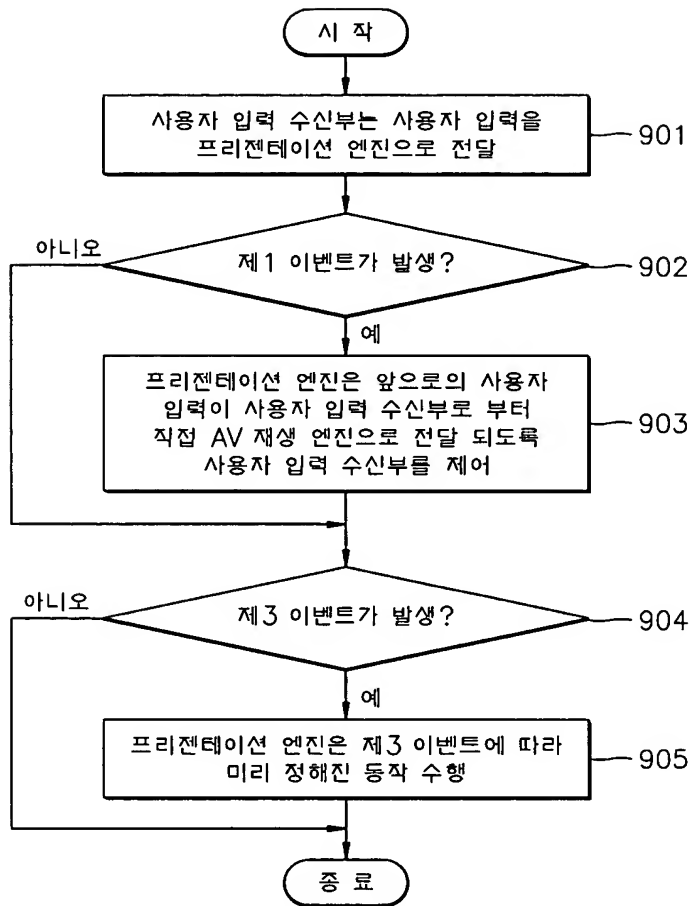 시 작
사용자 입력 수신부는 사용자 입력을
프리젠테이션 엔진으로 전달
901
아니오
제1 이벤트가 발생?
902
예
프리젠테이션 엔진은 앞으로의 사용자
입력이 사용자 입력 수신부로 부터
직접 AV 재생 엔진으로 전달 되도록
사용자 입력 수신부를 제어
903
아니오
제3 이벤트가 발생?
904
예
프리젠테이션 엔진은 제3 이벤트에 따라
미리 정해진 동작 수행
905
종 료